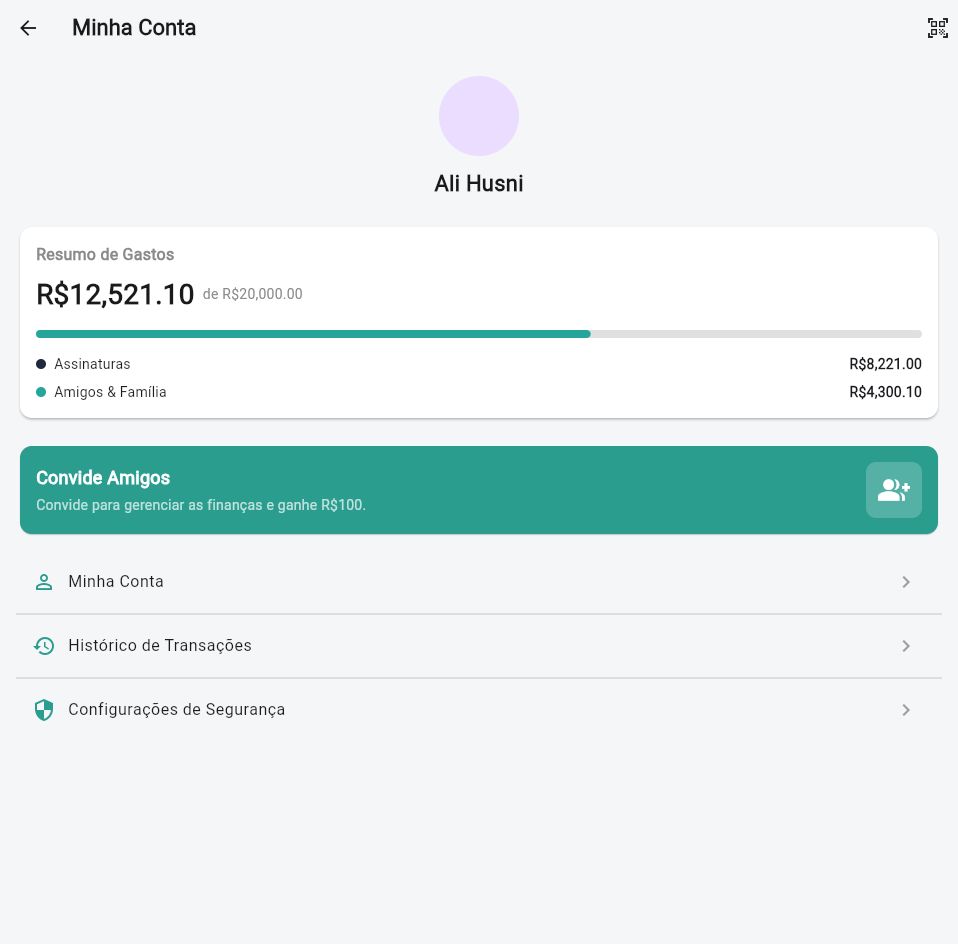 Minha Conta
Ali Husni
Resumo de Gastos
R$12,521.10 de R$20,000.00
Assinaturas R$8,221.00
Amigos & Família R$4,300.10
Convide Amigos
Convide para gerenciar as finanças e ganhe R$100.
Minha Conta
Histórico de Transações
Configurações de Segurança